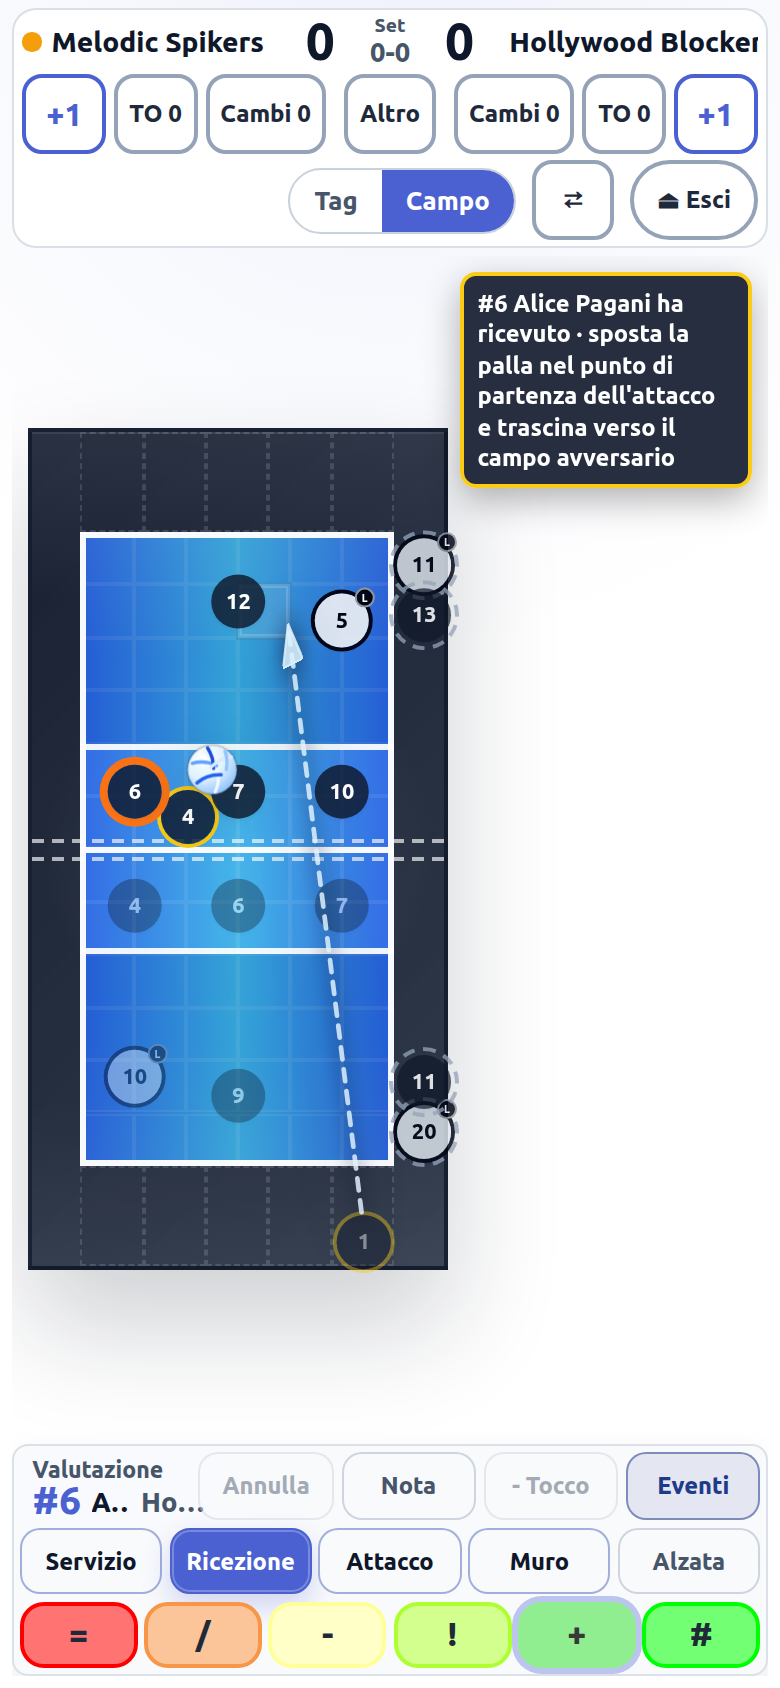 Melodic Spikers 0 Set 0-0 0 Hollywood Blocker
+1 TO 0 Cambi 0 Altro Cambi 0 TO 0 +1
Tag Campo ⇄ ⏏ Esci
#6 Alice Pagani ha
ricevuto · sposta la
palla nel punto di
partenza dell'attacco
e trascina verso il
campo avversario
11 L
12
5 L
13
6
7
10
4
4
6
7
10 L
9
11
20 L
1
Valutazione
#6 A.. Ho...
Annulla Nota - Tocco Eventi
Servizio Ricezione Attacco Muro Alzata
= / - ! + #